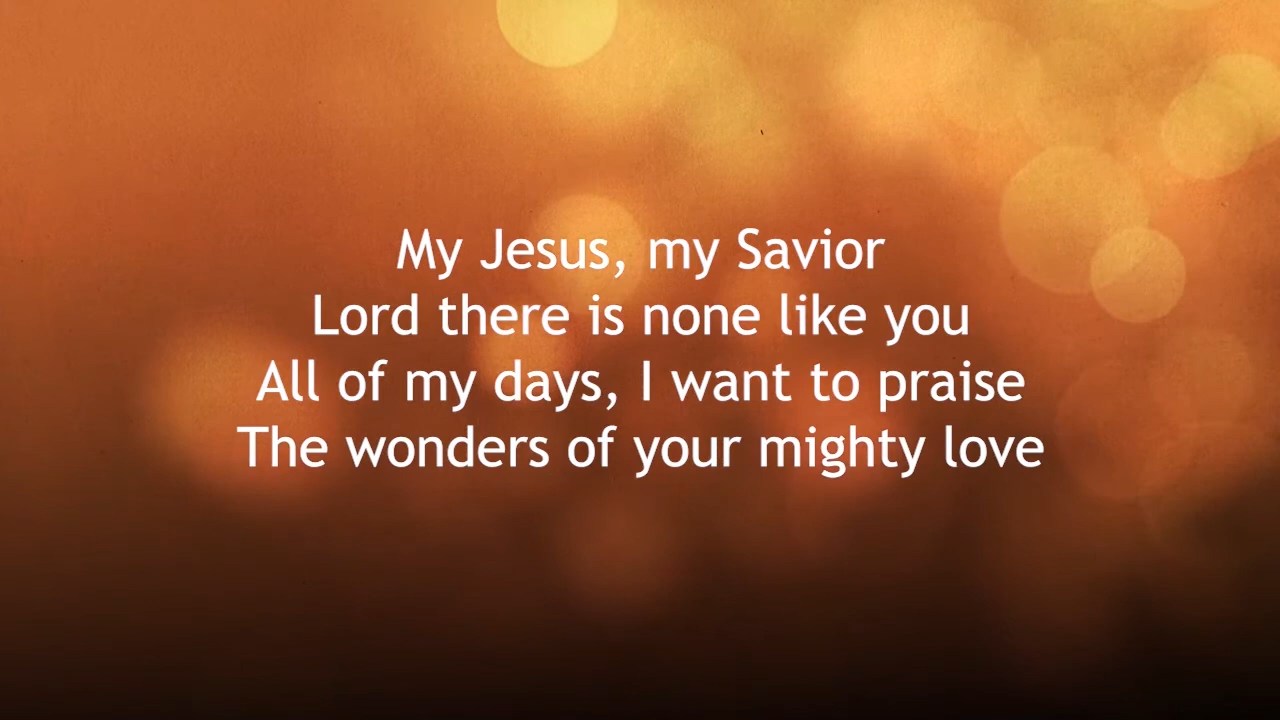 My Jesus, my Savior
Lord there is none like you
All of my days, I want to praise
The wonders of your mighty love